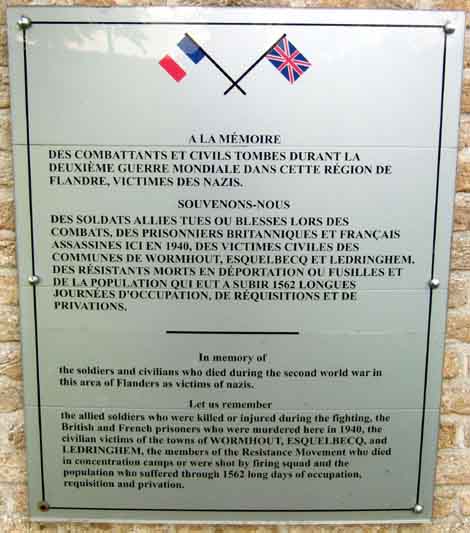 A LA MÉMOIRE
DES COMBATTANTS ET CIVILS TOMBES DURANT LA
DEUXIÈME GUERRE MONDIALE DANS CETTE RÉGION DE
FLANDRE, VICTIMES DES NAZIS.
SOUVENONS-NOUS
DES SOLDATS ALLIES TUES OU BLESSES LORS DES
COMBATS, DES PRISONNIERS BRITANNIQUES ET FRANÇAIS
ASSASSINES ICI EN 1940, DES VICTIMES CIVILES DES
COMMUNES DE WORMHOUT, ESQUELBECQ ET LEDRINGHEM.
DES RÉSISTANTS MORTS EN DÉPORTATION OU FUSILLES ET
DE LA POPULATION QUI EUT A SUBIR 1562 LONGUES
JOURNÉES D'OCCUPATION, DE RÉQUISITIONS ET DE
PRIVATIONS.
In memory of
the soldiers and civilians who died during the second world war in
this area of Flanders as victims of nazis.
Let us remember
the allied soldiers who were killed or injured during the fighting, the
British and French prisoners who were murdered here in 1940, the
civilian victims of the towns of WORMHOUT, ESQUELBECQ, and
LEDRINGHEM, the members of the Resistance Movement who died
in concentration camps or were shot by firing squad and the
population who suffered through 1562 long days of occupation,
requisition and privation.